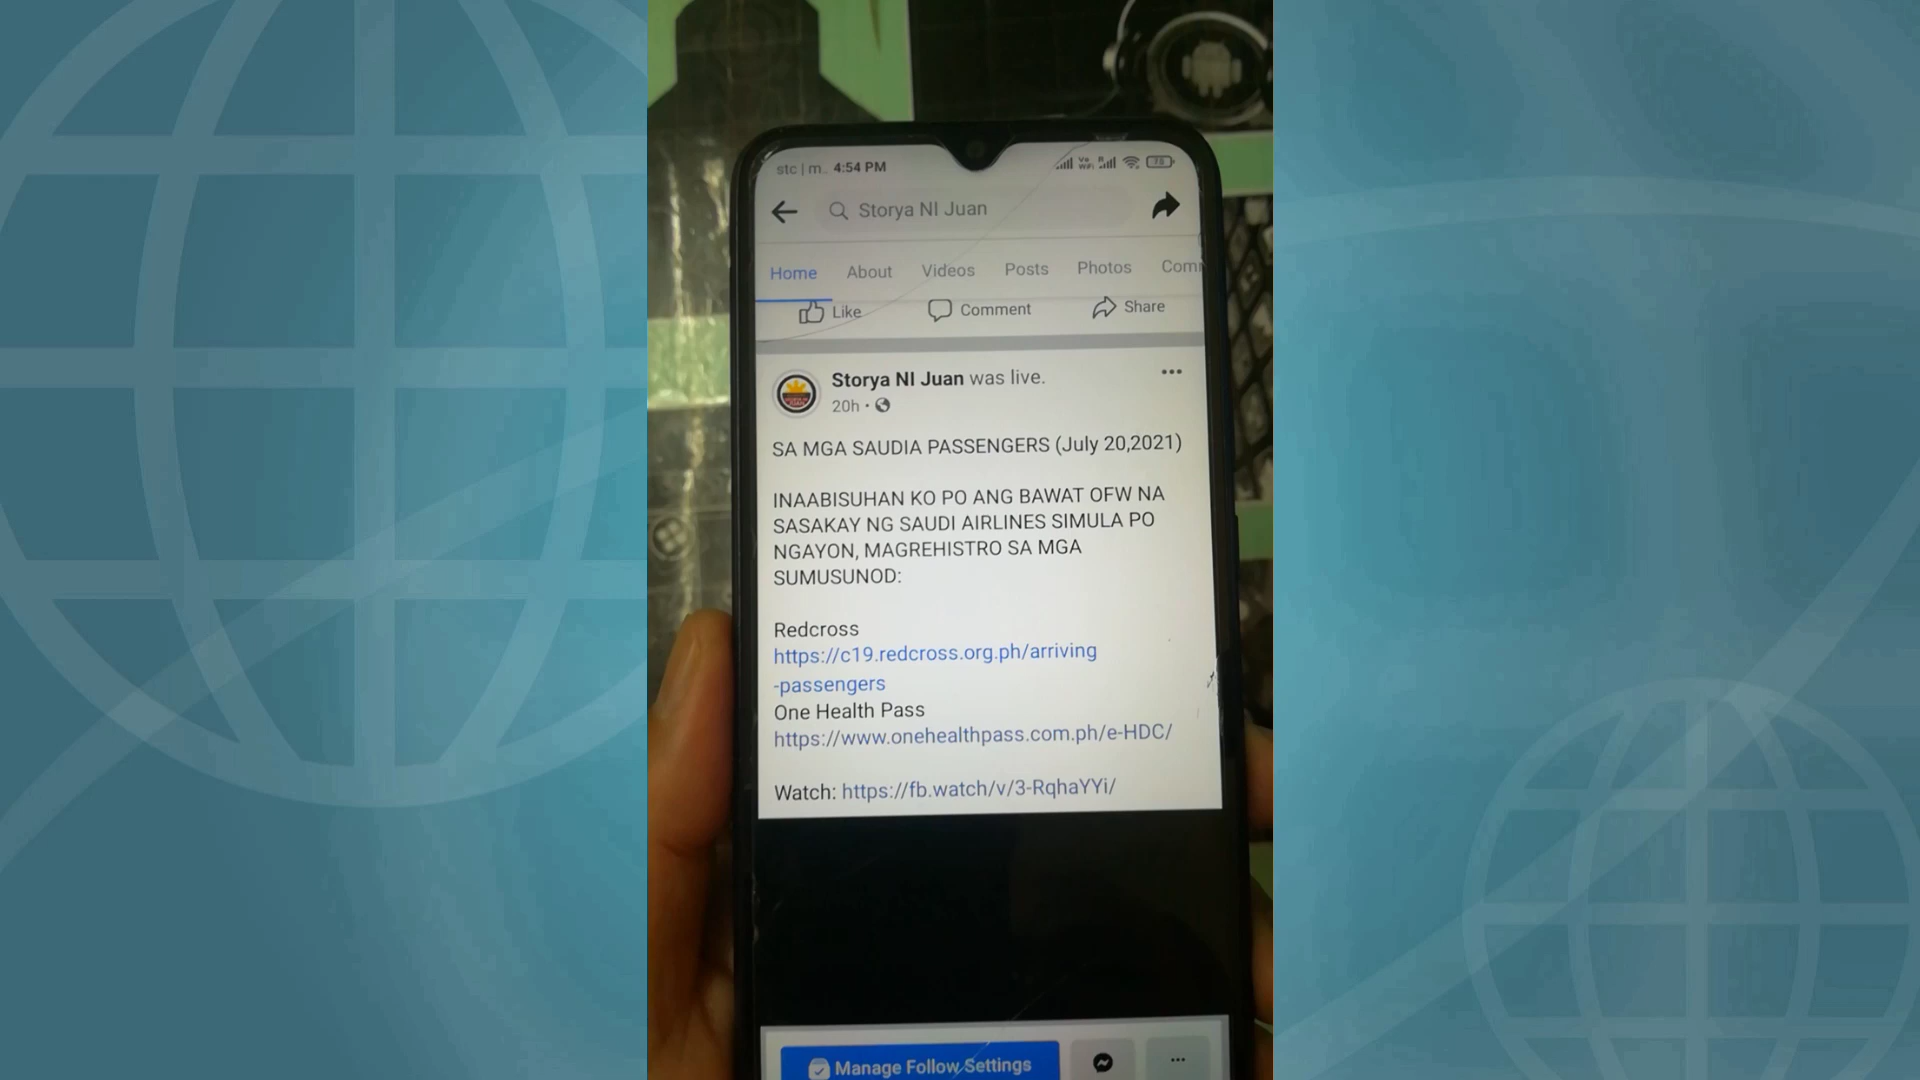 stc | m.. 4:54 PM
Vo
WiFi
R
73
Storya NI Juan
Home About Videos Posts Photos Com
Like Comment Share
Storya NI Juan was live.
20h
SA MGA SAUDIA PASSENGERS (July 20,2021)
INAABISUHAN KO PO ANG BAWAT OFW NA
SASAKAY NG SAUDI AIRLINES SIMULA PO
NGAYON, MAGREHISTRO SA MGA
SUMUSUNOD:
Redcross
https://c19.redcross.org.ph/arriving
-passengers
One Health Pass
https://www.onehealthpass.com.ph/e-HDC/
Watch: https://fb.watch/v/3-RqhaYYi/
Manage Follow Settings